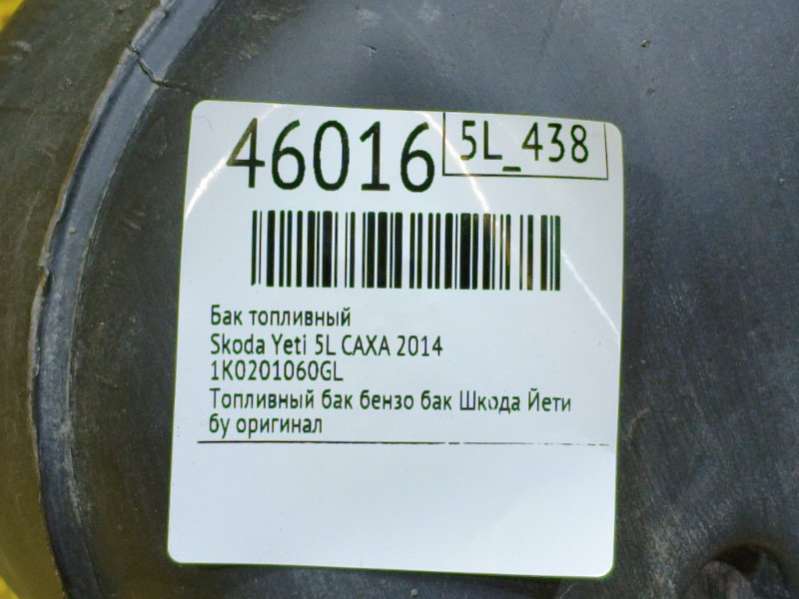 46016
5L_438
Бак топливный
Skoda Yeti 5L CAXA 2014
1K0201060GL
Топливный бак бензо бак Шкода Йети
бу оригинал